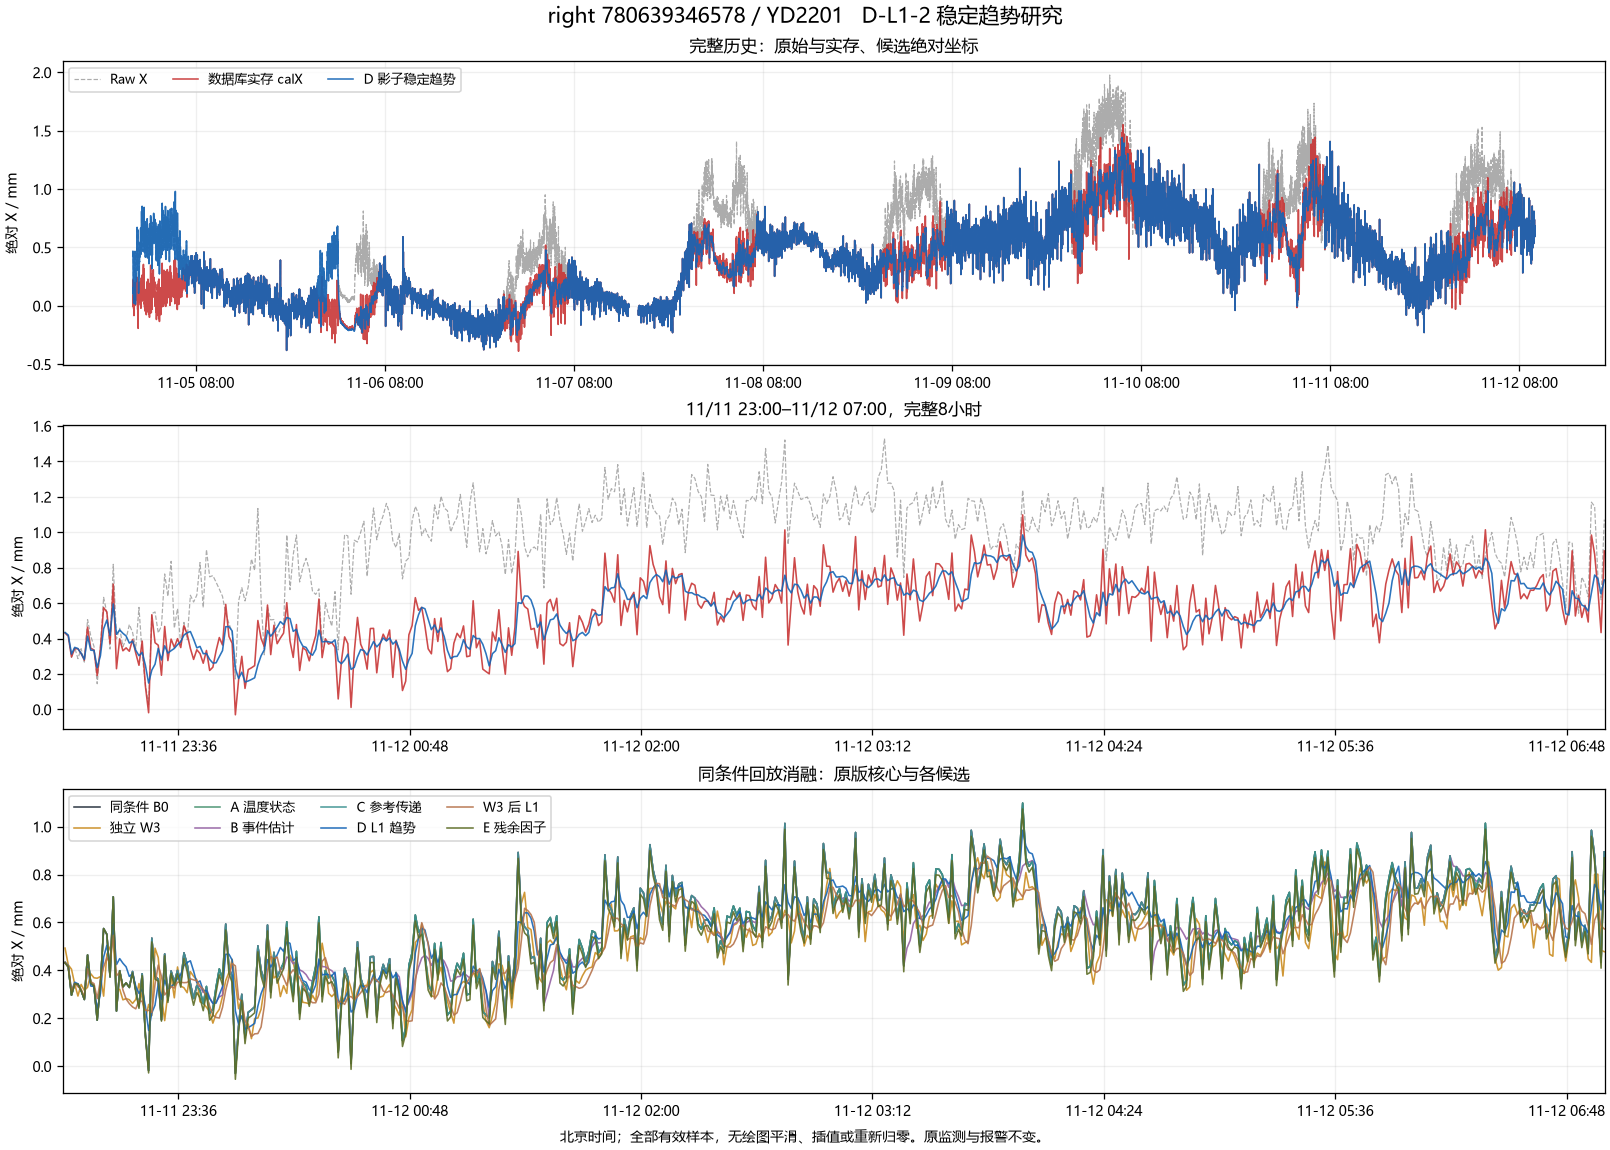 right 780639346578 / YD2201   D-L1-2 稳定趋势研究
完整历史：原始与实存、候选绝对坐标
Raw X
数据库实存 calX
D 影子稳定趋势
绝对 X / mm
2.0
1.5
1.0
0.5
0.0
-0.5
11-05 08:00
11-06 08:00
11-07 08:00
11-08 08:00
11-09 08:00
11-10 08:00
11-11 08:00
11-12 08:00
11/11 23:00–11/12 07:00，完整8小时
绝对 X / mm
1.6
1.4
1.2
1.0
0.8
0.6
0.4
0.2
0.0
11-11 23:36
11-12 00:48
11-12 02:00
11-12 03:12
11-12 04:24
11-12 05:36
11-12 06:48
同条件回放消融：原版核心与各候选
同条件 B0
A 温度状态
C 参考传递
W3 后 L1
独立 W3
B 事件估计
D L1 趋势
E 残余因子
绝对 X / mm
1.0
0.8
0.6
0.4
0.2
0.0
11-11 23:36
11-12 00:48
11-12 02:00
11-12 03:12
11-12 04:24
11-12 05:36
11-12 06:48
北京时间；全部有效样本，无绘图平滑、插值或重新归零。原监测与报警不变。